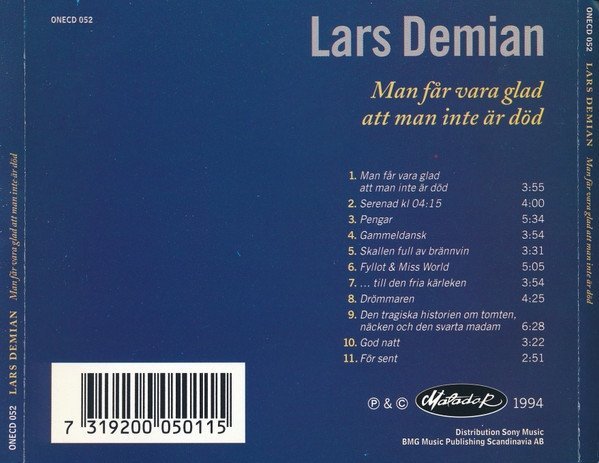 ONECD 052
Lars Demian
Man får vara glad
att man inte är död
1. Man får vara glad
att man inte är död 3:55
2. Serenad kl 04:15 4:00
3. Pengar 5:34
4. Gammeldansk 3:54
5. Skallen full av brännvin 3:31
6. Fyllot & Miss World 5:05
7. ... till den fria kärleken 3:54
8. Drömmaren 4:25
9. Den tragiska historien om tomten,
näcken och den svarta madam 6:28
10. God natt 3:22
11. För sent 2:51
7 319200 050115
℗ & © Matador 1994
Distribution Sony Music
BMG Music Publishing Scandinavia AB
ONECD 052 LARS DEMIAN Man får vara glad att man inte är död
ONECD 052 LARS DEMIAN Man får vara glad att man inte är död